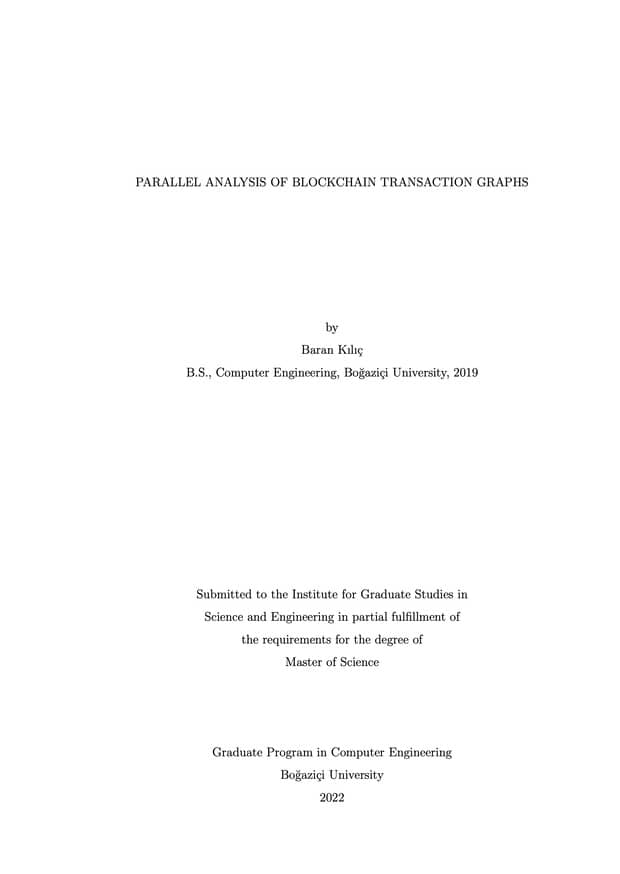 PARALLEL ANALYSIS OF BLOCKCHAIN TRANSACTION GRAPHS
by
Baran Kılıç
B.S., Computer Engineering, Boğaziçi University, 2019
Submitted to the Institute for Graduate Studies in
Science and Engineering in partial fulfillment of
the requirements for the degree of
Master of Science
Graduate Program in Computer Engineering
Boğaziçi University
2022